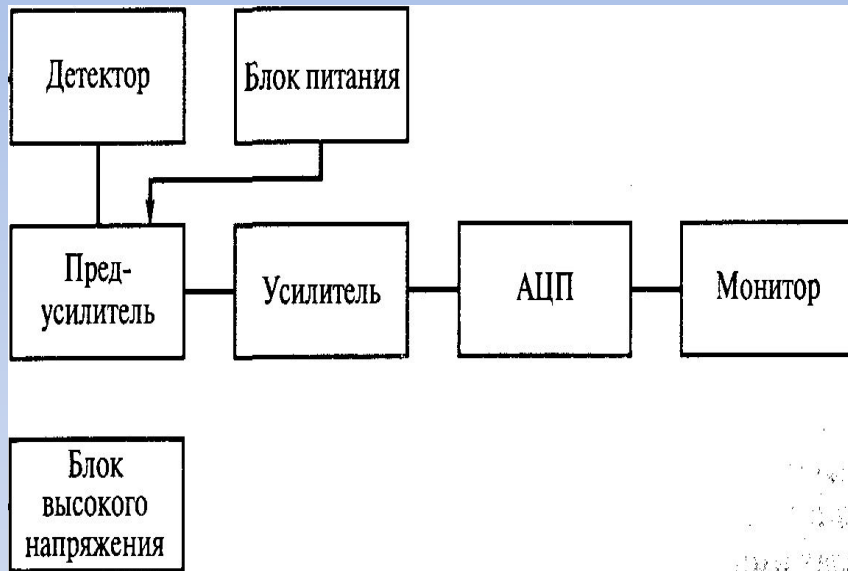 Детектор
Блок питания
Пред-
усилитель
Усилитель
АЦП
Монитор
Блок
высокого
напряжения